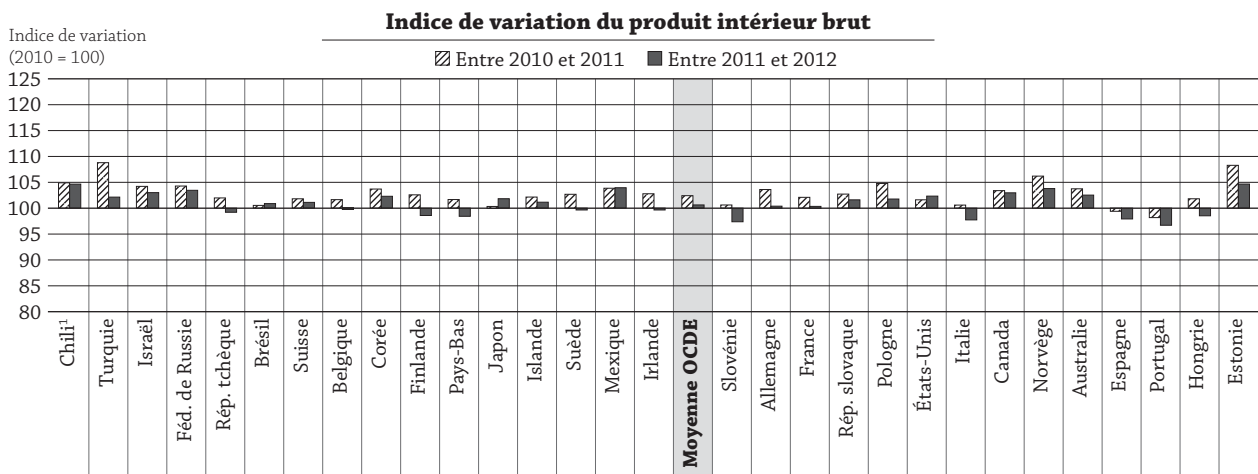 Indice de variation du produit intérieur brut
Indice de variation
(2010 = 100)
Entre 2010 et 2011
Entre 2011 et 2012
125
120
115
110
105
100
95
90
85
80
Chili¹
Turquie
Israël
Féd. de Russie
Rép. tchèque
Brésil
Suisse
Belgique
Corée
Finlande
Pays-Bas
Japon
Islande
Suède
Mexique
Irlande
Moyenne OCDE
Slovénie
Allemagne
France
Rép. slovaque
Pologne
États-Unis
Italie
Canada
Norvège
Australie
Espagne
Portugal
Hongrie
Estonie